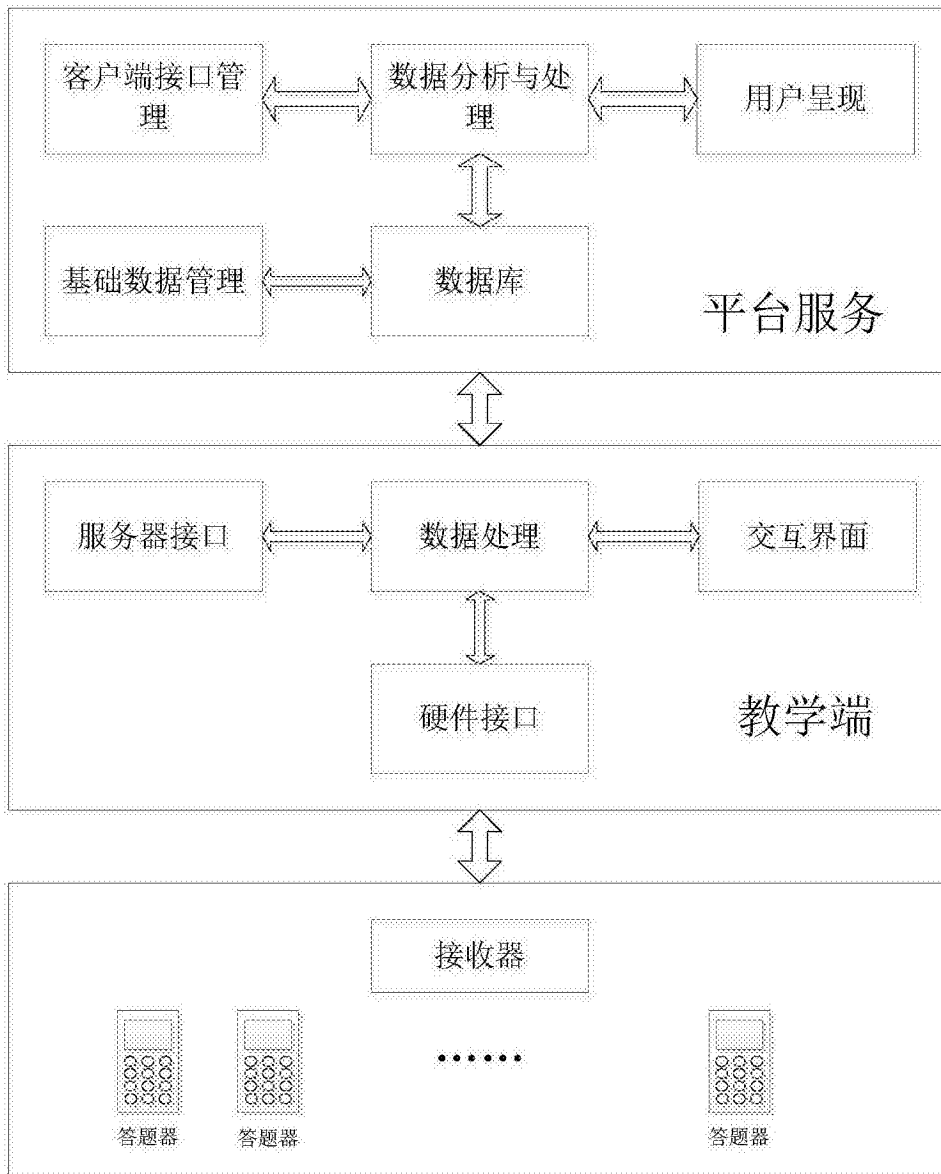 客户端接口管
理
数据分析与处
理
用户呈现
基础数据管理
数据库
平台服务
服务器接口
数据处理
交互界面
硬件接口
教学端
接收器
......
答题器
答题器
答题器